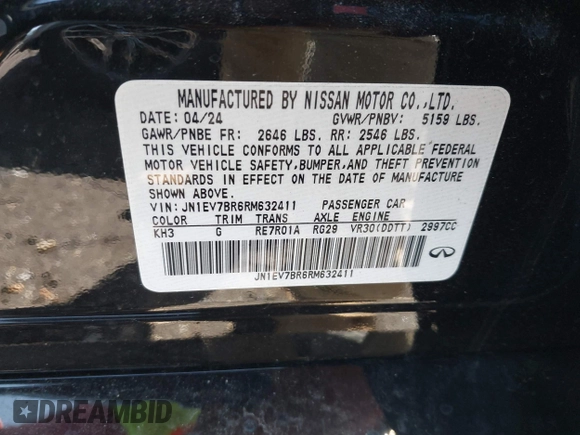 MANUFACTURED BY NISSAN MOTOR CO.,LTD.
DATE: 04/24 GVWR/PNBV: 5159 LBS.
GAWR/PNBE FR: 2646 LBS. RR: 2546 LBS.
THIS VEHICLE CONFORMS TO ALL APPLICABLE FEDERAL
MOTOR VEHICLE SAFETY,BUMPER,AND THEFT PREVENTION
STANDARDS IN EFFECT ON THE DATE OF MANUFACTURE
SHOWN ABOVE.
VIN: JN1EV7BR6RM632411 PASSENGER CAR
COLOR TRIM TRANS AXLE ENGINE
KH3 G RE7R01A RG29 VR30(DDTT) 2997CC
JN1EV7BR6RM632411
DREAMBID